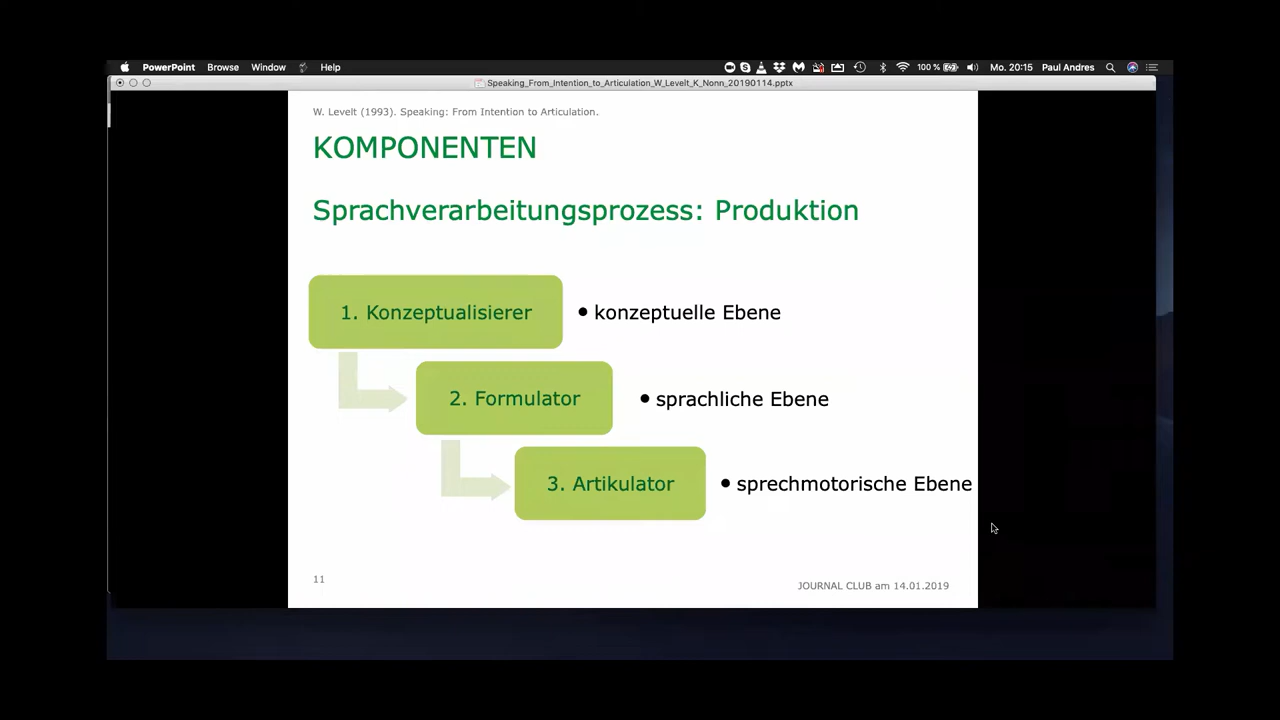 PowerPoint Browse Window Help 100 % Mo. 20:15 Paul Andres
Speaking_From_Intention_to_Articulation_W_Levelt_K_Nonn_20190114.pptx
W. Levelt (1993). Speaking: From Intention to Articulation.
KOMPONENTEN
Sprachverarbeitungsprozess: Produktion
1. Konzeptualisierer • konzeptuelle Ebene
2. Formulator • sprachliche Ebene
3. Artikulator • sprechmotorische Ebene
11
JOURNAL CLUB am 14.01.2019